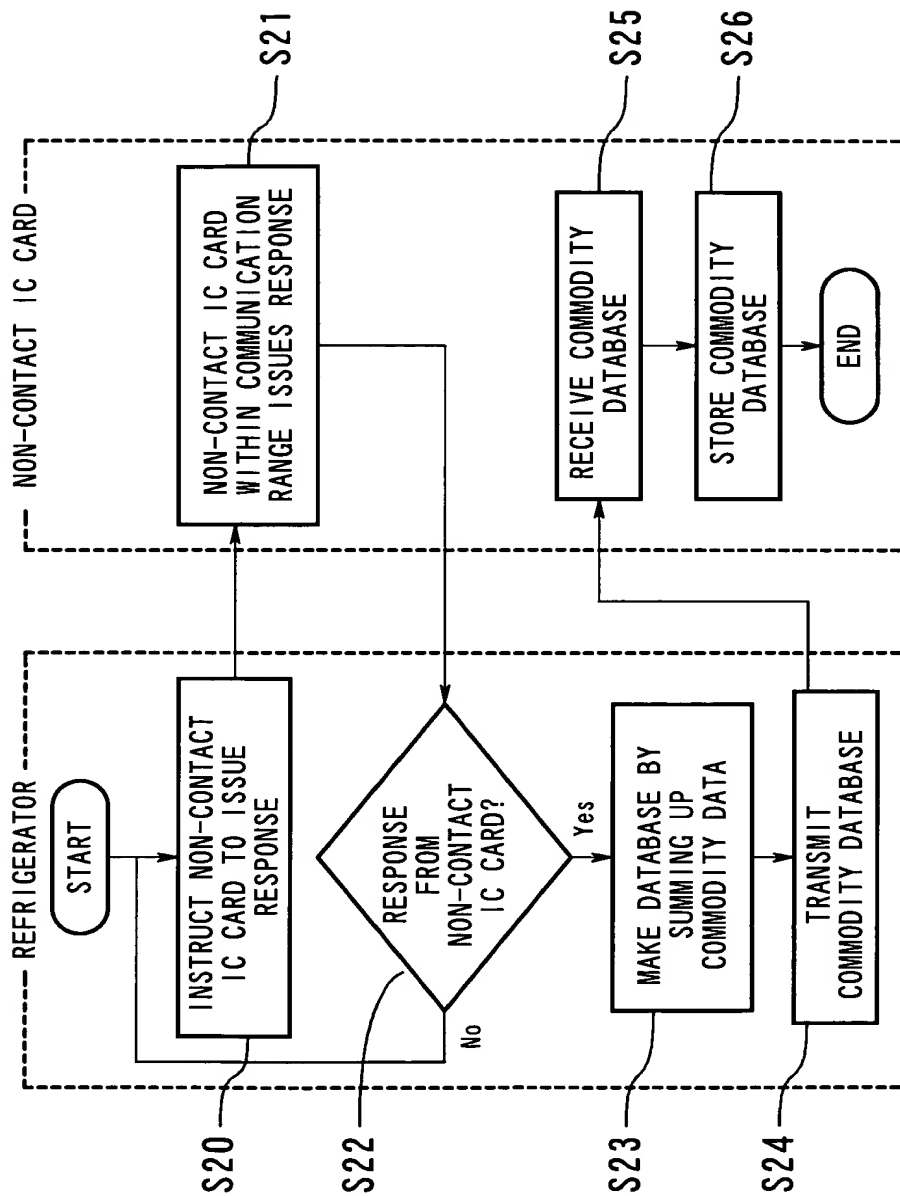 REFRIGERATOR
START
S20
INSTRUCT NON-CONTACT
IC CARD TO ISSUE
RESPONSE
S22
RESPONSE
FROM
NON-CONTACT
IC CARD?
No
Yes
S23
MAKE DATABASE BY
SUMMING UP
COMMODITY DATA
S24
TRANSMIT
COMMODITY DATABASE
NON-CONTACT IC CARD
NON-CONTACT IC CARD
WITHIN COMMUNICATION
RANGE ISSUES RESPONSE
S21
RECEIVE COMMODITY
DATABASE
S25
STORE COMMODITY
DATABASE
S26
END